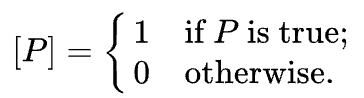 [P] = { 1 if P is true;
0 otherwise.